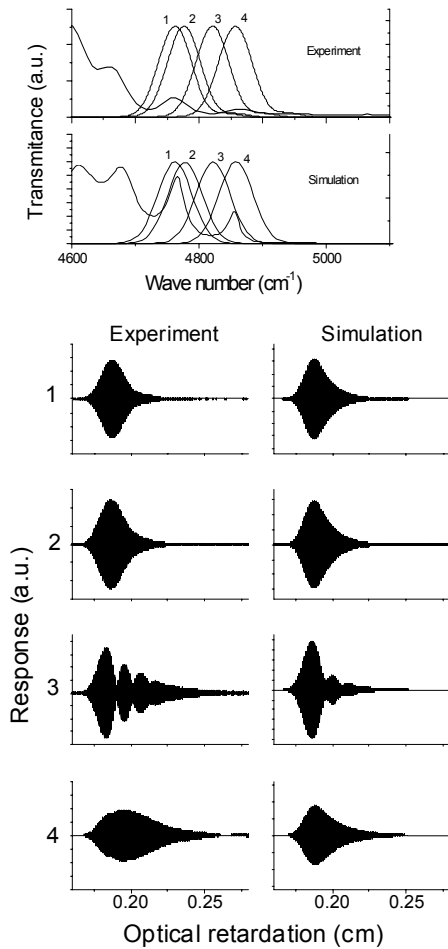 Transmitance (a.u.)
1 2 3 4
Experiment
1 2 3 4
Simulation
4600 4800 5000
Wave number (cm⁻¹)
Experiment Simulation
Response (a.u.)
1
2
3
4
0.20 0.25 0.20 0.25
Optical retardation (cm)